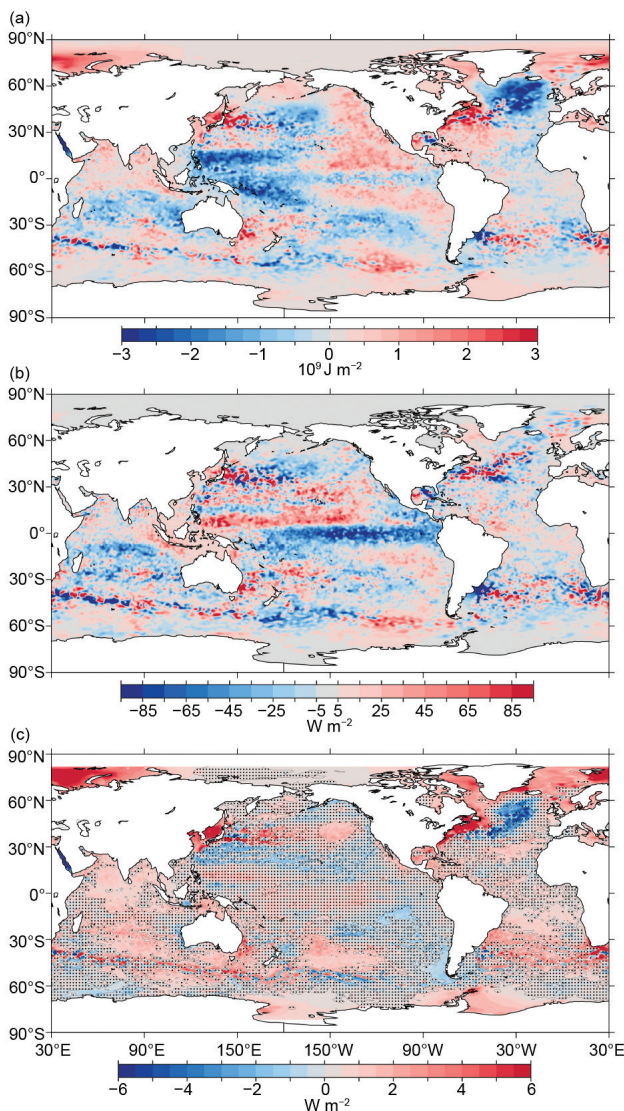 (a)
90°N
60°N
30°N
0°
30°S
60°S
90°S
−3 −2 −1 0 1 2 3
10⁹ J m⁻²
(b)
90°N
60°N
30°N
0°
30°S
60°S
90°S
−85 −65 −45 −25 −5 5 25 45 65 85
W m⁻²
(c)
90°N
60°N
30°N
0°
30°S
60°S
90°S
30°E 90°E 150°E 150°W 90°W 30°W 30°E
−6 −4 −2 0 2 4 6
W m⁻²